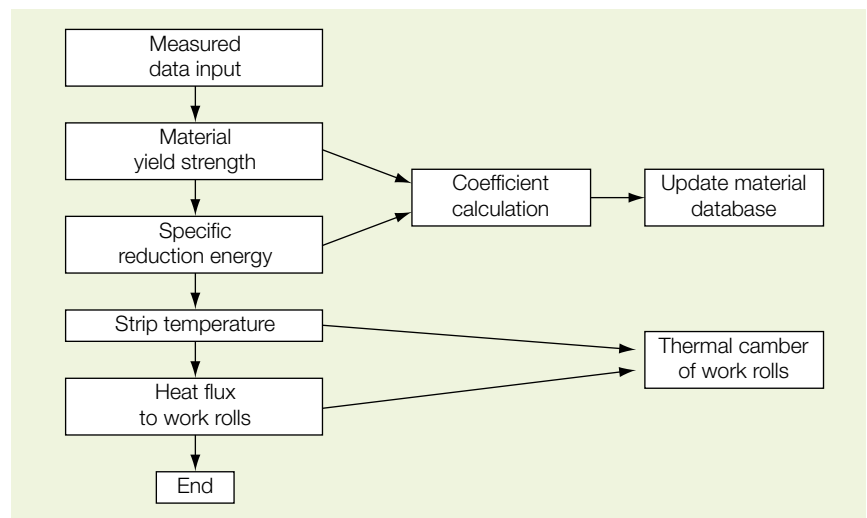 Measured
data input
Material
yield strength
Coefficient
calculation
Update material
database
Specific
reduction energy
Strip temperature
Thermal camber
of work rolls
Heat flux
to work rolls
End